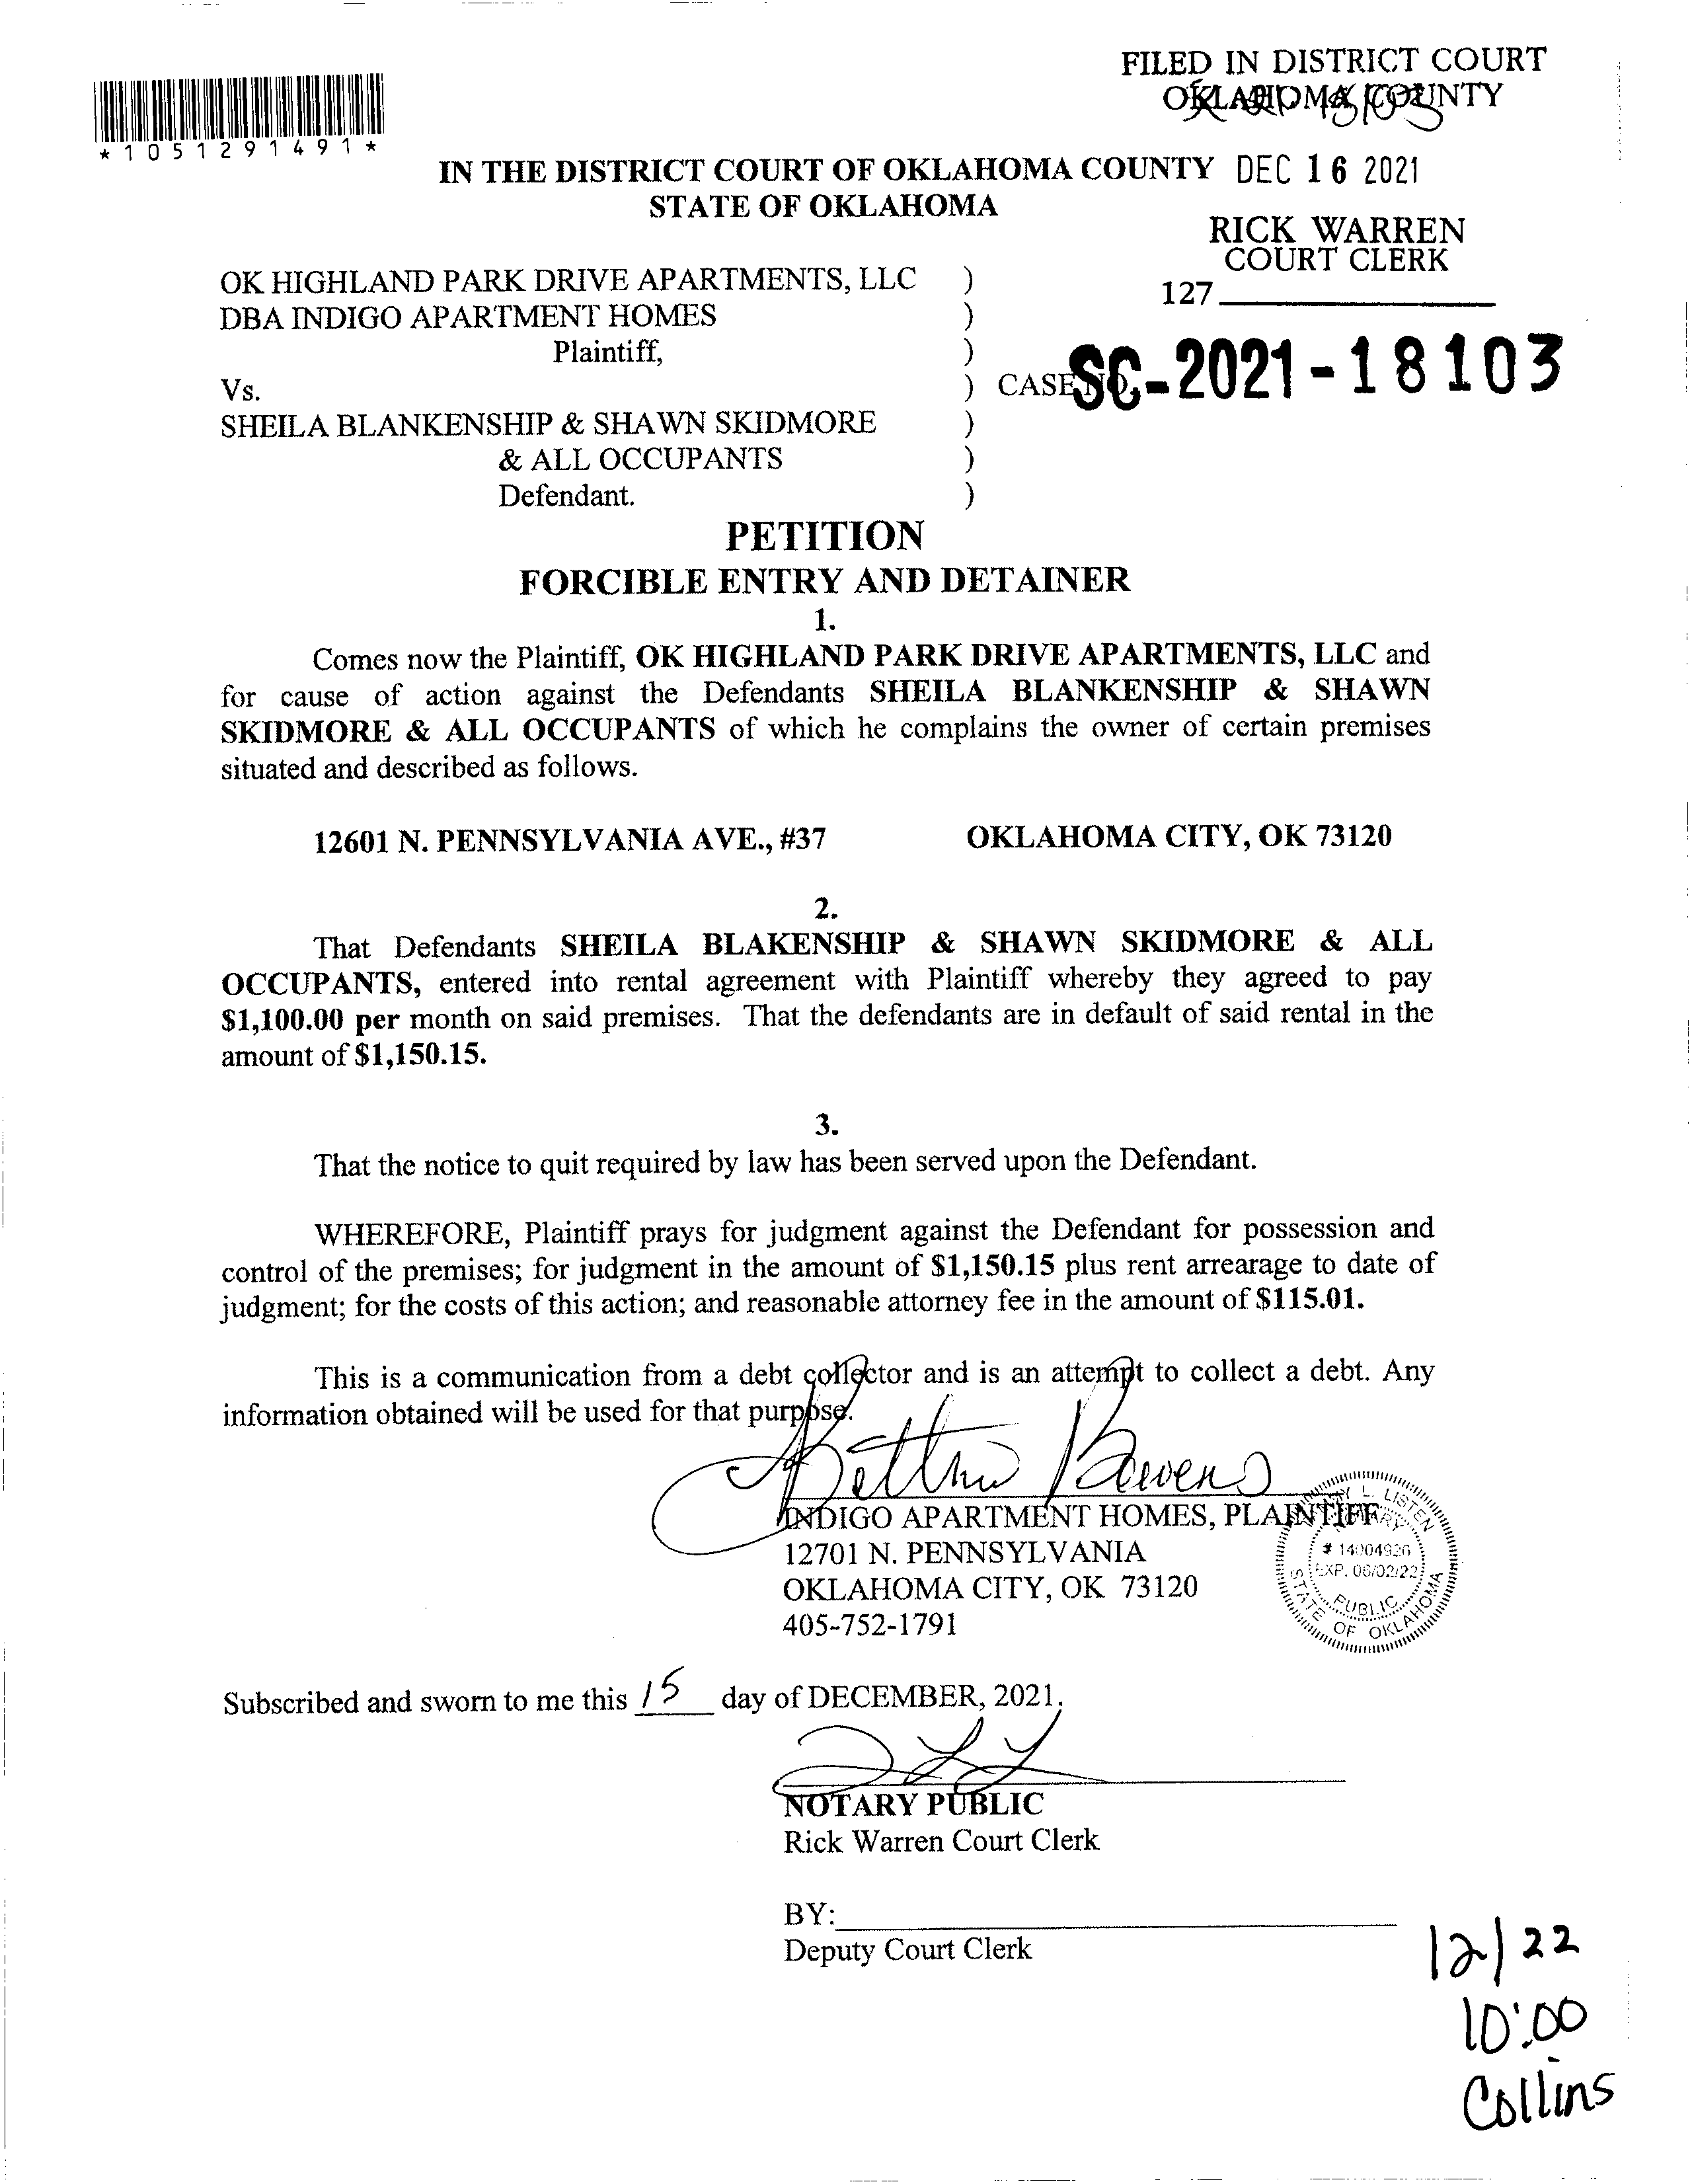 FILED IN DISTRICT COURT
OKLAHOMA COUNTY
*1051291491*
IN THE DISTRICT COURT OF OKLAHOMA COUNTY DEC 16 2021
STATE OF OKLAHOMA
RICK WARREN
COURT CLERK
127
OK HIGHLAND PARK DRIVE APARTMENTS, LLC )
DBA INDIGO APARTMENT HOMES )
Plaintiff, )
Vs. ) CASE NO. SC-2021-18103
SHEILA BLANKENSHIP & SHAWN SKIDMORE )
& ALL OCCUPANTS )
Defendant. )
PETITION
FORCIBLE ENTRY AND DETAINER
1.
Comes now the Plaintiff, OK HIGHLAND PARK DRIVE APARTMENTS, LLC and
for cause of action against the Defendants SHEILA BLANKENSHIP & SHAWN
SKIDMORE & ALL OCCUPANTS of which he complains the owner of certain premises
situated and described as follows.
12601 N. PENNSYLVANIA AVE., #37 OKLAHOMA CITY, OK 73120
2.
That Defendants SHEILA BLAKENSHIP & SHAWN SKIDMORE & ALL
OCCUPANTS, entered into rental agreement with Plaintiff whereby they agreed to pay
$1,100.00 per month on said premises. That the defendants are in default of said rental in the
amount of $1,150.15.
3.
That the notice to quit required by law has been served upon the Defendant.
WHEREFORE, Plaintiff prays for judgment against the Defendant for possession and
control of the premises; for judgment in the amount of $1,150.15 plus rent arrearage to date of
judgment; for the costs of this action; and reasonable attorney fee in the amount of $115.01.
This is a communication from a debt collector and is an attempt to collect a debt. Any
information obtained will be used for that purpose.
INDIGO APARTMENT HOMES, PLAINTIFF
12701 N. PENNSYLVANIA
OKLAHOMA CITY, OK 73120
405-752-1791
L. LISTEN
NOTARY
# 14004926
EXP. 06/02/22
PUBLIC
STATE OF OKLAHOMA
Subscribed and sworn to me this 15 day of DECEMBER, 2021.
NOTARY PUBLIC
Rick Warren Court Clerk
BY:
Deputy Court Clerk
12/22
10:00
Collins